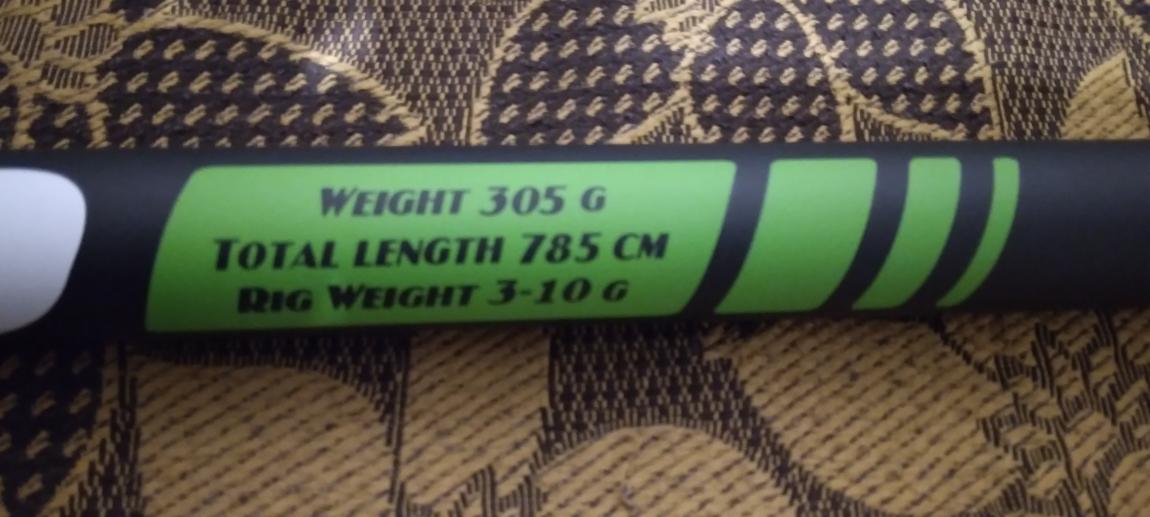 WEIGHT 305 G
TOTAL LENGTH 785 CM
RIG WEIGHT 3-10 G